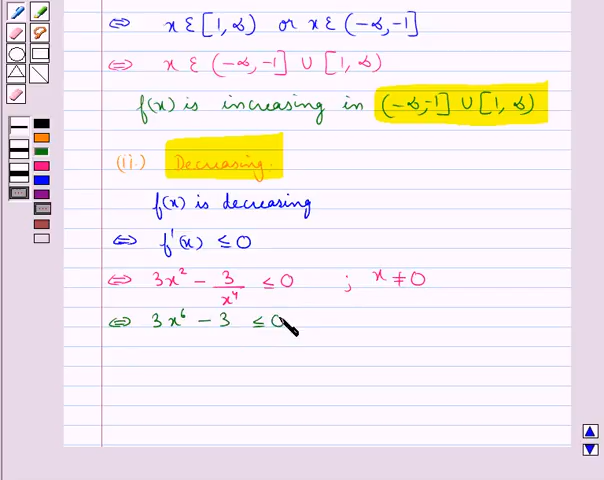 ⇔ x ε [1, ∞) or x ε (-∞, -1]
⇔ x ε (-∞, -1] ∪ [1, ∞)
f(x) is increasing in (-∞,-1] ∪ [1, ∞)
(ii.) Decreasing.
f(x) is decreasing
⇔ f'(x) ≤ 0
⇔ 3x² - 3/x⁴ ≤ 0 ; x ≠ 0
⇔ 3x⁶ - 3 ≤ 0